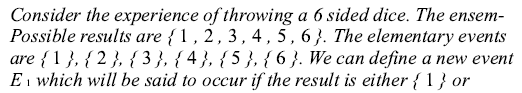 Consider the experience of throwing a 6 sided dice. The ensem-
Possible results are { 1 , 2 , 3 , 4 , 5 , 6 }. The elementary events
are { 1 }, { 2 }, { 3 }, { 4 }, { 5 }, { 6 }. We can define a new event
E ₁ which will be said to occur if the result is either { 1 } or